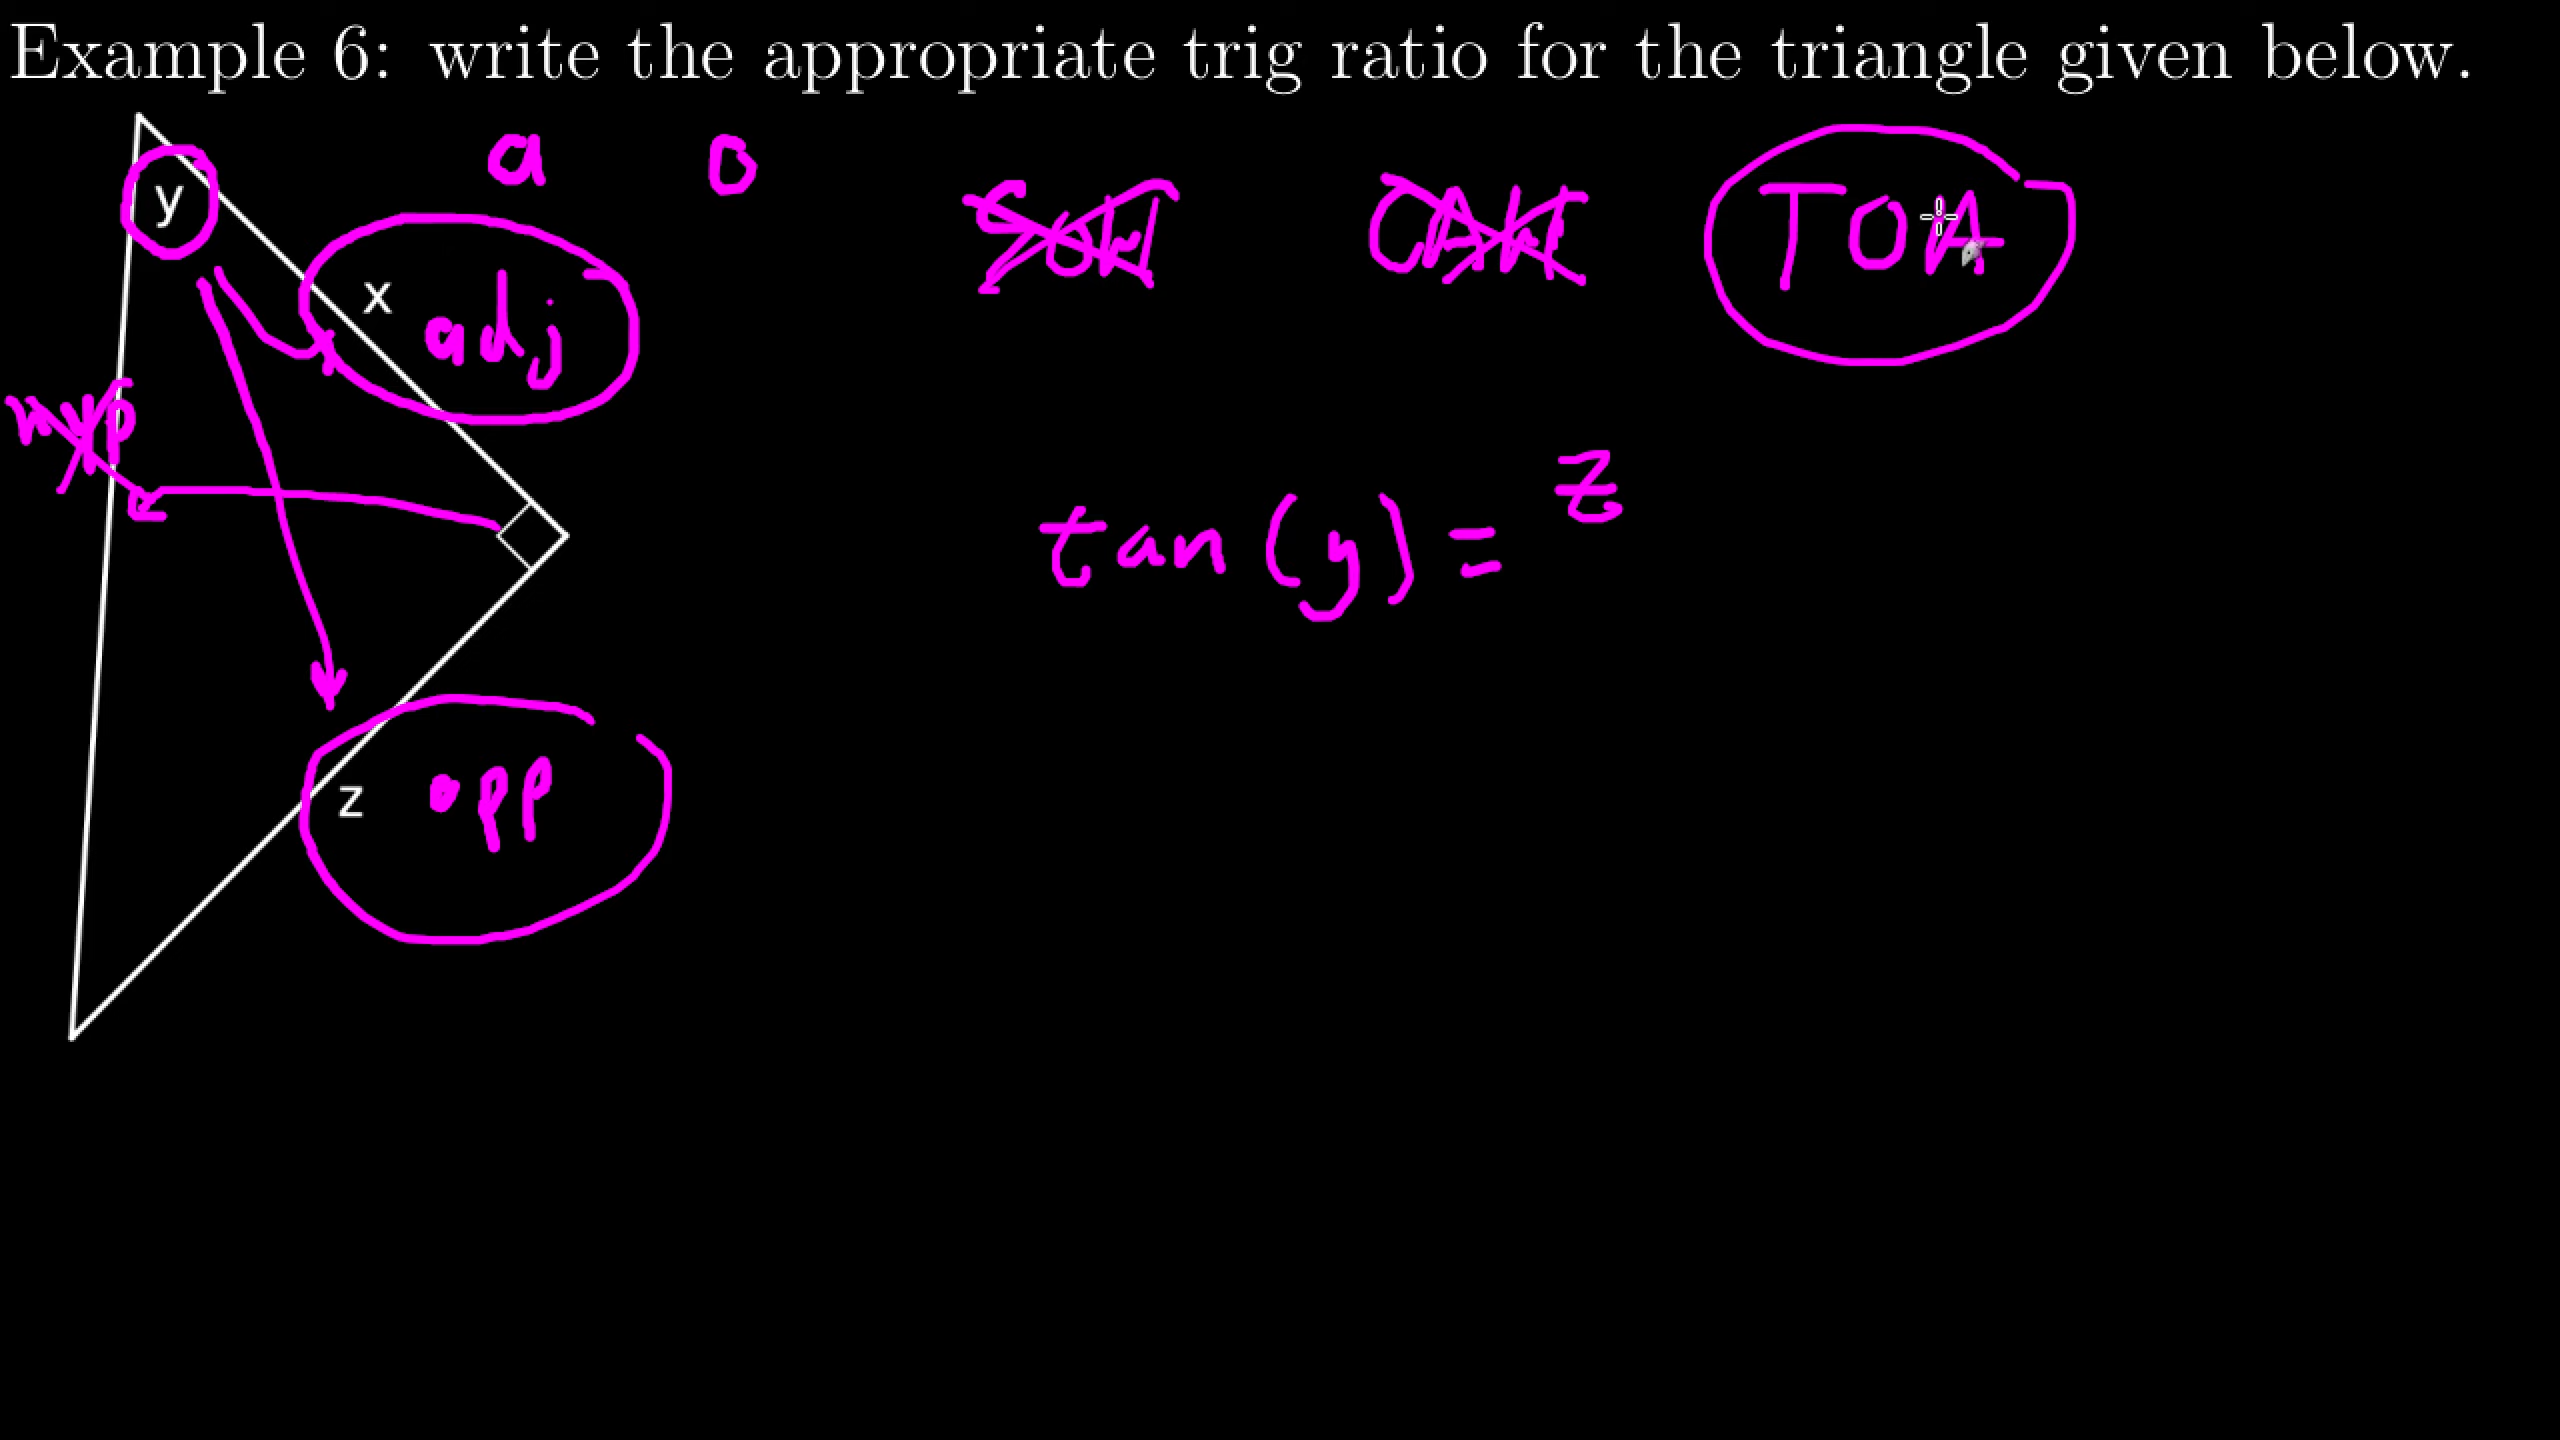 Example 6: write the appropriate trig ratio for the triangle given below.
a o
y
SOH CAH TOA
x
adj
hyp
tan(y) = z
z opp